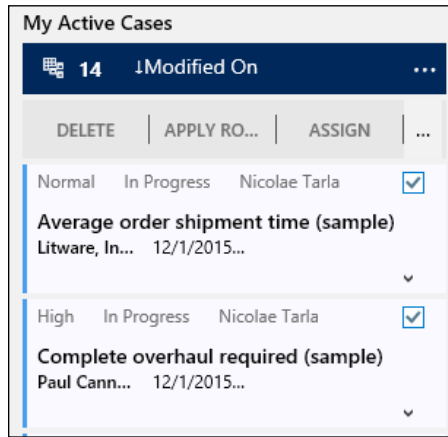 My Active Cases
14 ↓Modified On ...
DELETE APPLY RO... ASSIGN ...
Normal In Progress Nicolae Tarla
Average order shipment time (sample)
Litware, In... 12/1/2015...
High In Progress Nicolae Tarla
Complete overhaul required (sample)
Paul Cann... 12/1/2015...